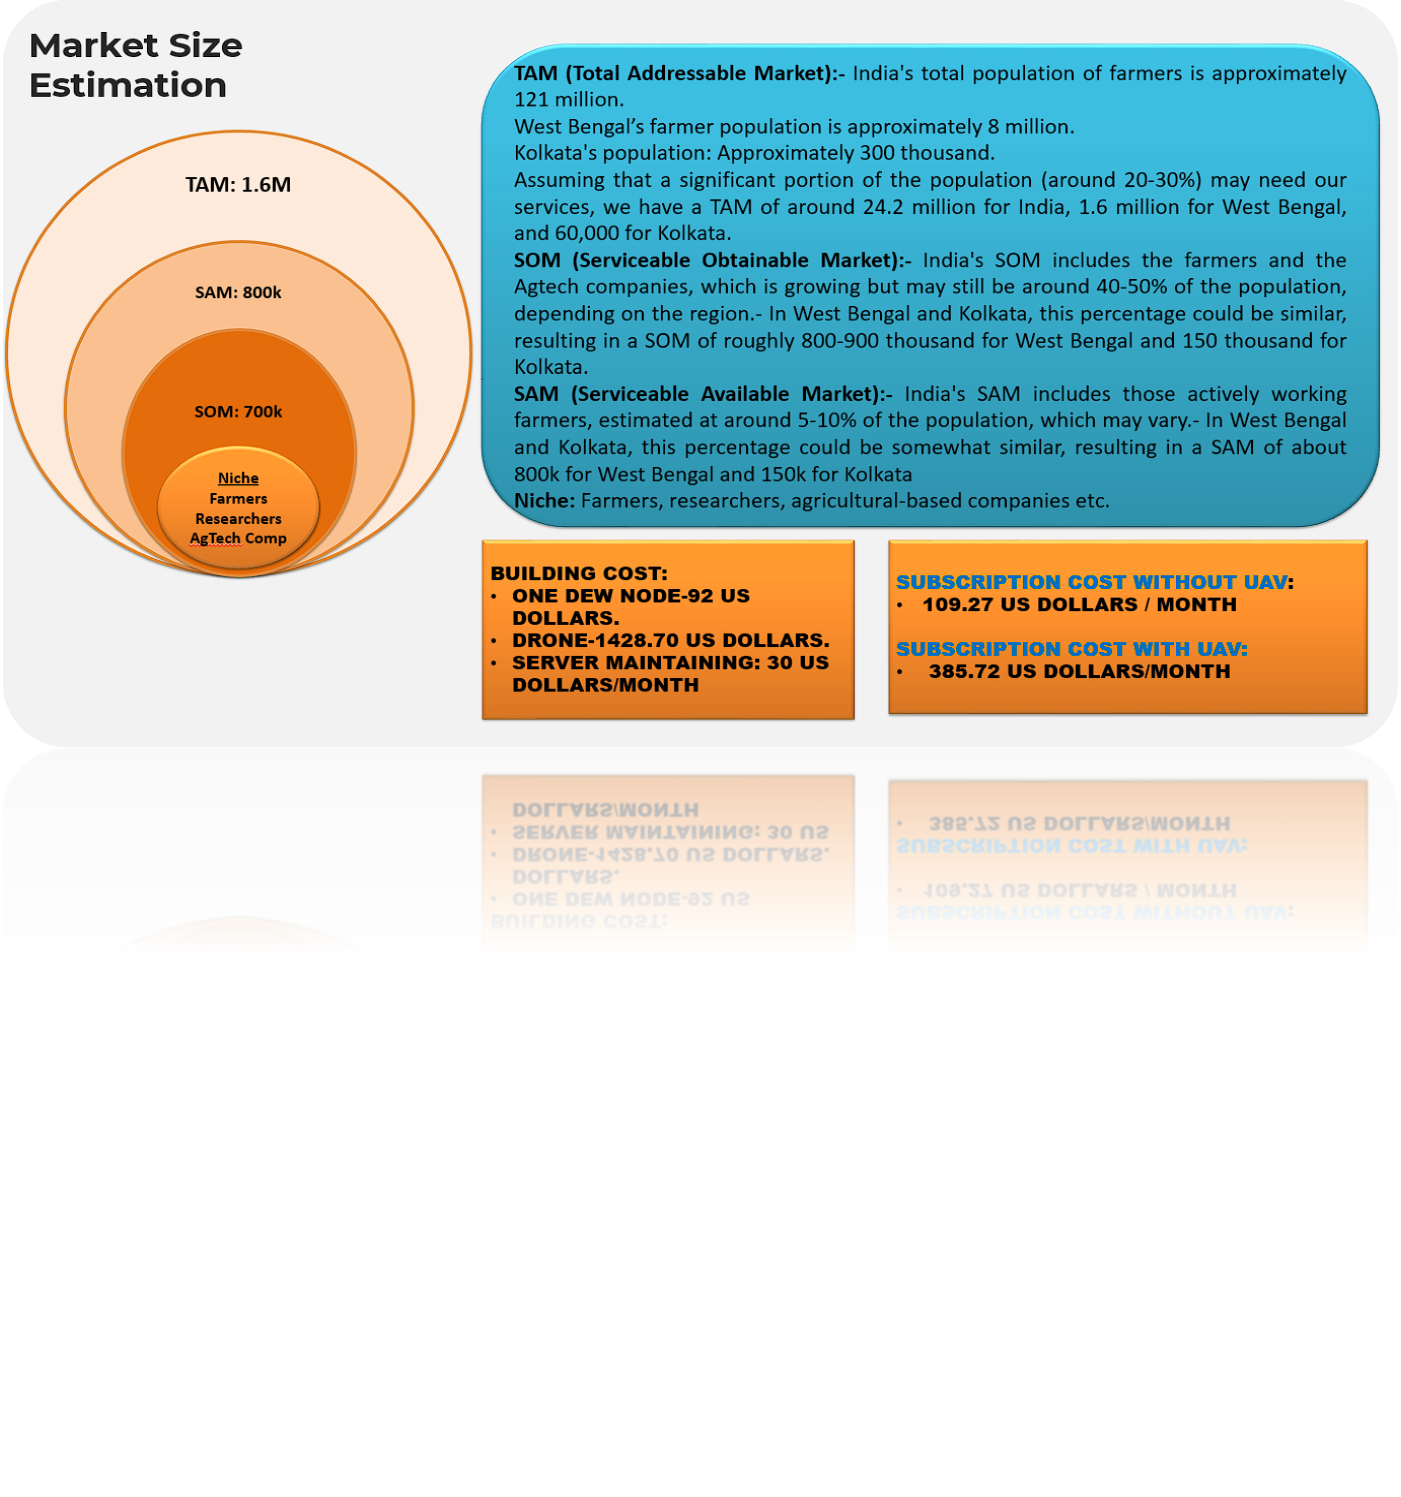 Market Size
Estimation
TAM: 1.6M
SAM: 800k
SOM: 700k
Niche
Farmers
Researchers
AgTech Comp
TAM (Total Addressable Market):- India's total population of farmers is approximately
121 million.
West Bengal’s farmer population is approximately 8 million.
Kolkata's population: Approximately 300 thousand.
Assuming that a significant portion of the population (around 20-30%) may need our
services, we have a TAM of around 24.2 million for India, 1.6 million for West Bengal,
and 60,000 for Kolkata.
SOM (Serviceable Obtainable Market):- India's SOM includes the farmers and the
Agtech companies, which is growing but may still be around 40-50% of the population,
depending on the region.- In West Bengal and Kolkata, this percentage could be similar,
resulting in a SOM of roughly 800-900 thousand for West Bengal and 150 thousand for
Kolkata.
SAM (Serviceable Available Market):- India's SAM includes those actively working
farmers, estimated at around 5-10% of the population, which may vary.- In West Bengal
and Kolkata, this percentage could be somewhat similar, resulting in a SAM of about
800k for West Bengal and 150k for Kolkata
Niche: Farmers, researchers, agricultural-based companies etc.
BUILDING COST:
• ONE DEW NODE-92 US
DOLLARS.
• DRONE-1428.70 US DOLLARS.
• SERVER MAINTAINING: 30 US
DOLLARS/MONTH
SUBSCRIPTION COST WITHOUT UAV:
• 109.27 US DOLLARS / MONTH
SUBSCRIPTION COST WITH UAV:
• 385.72 US DOLLARS/MONTH